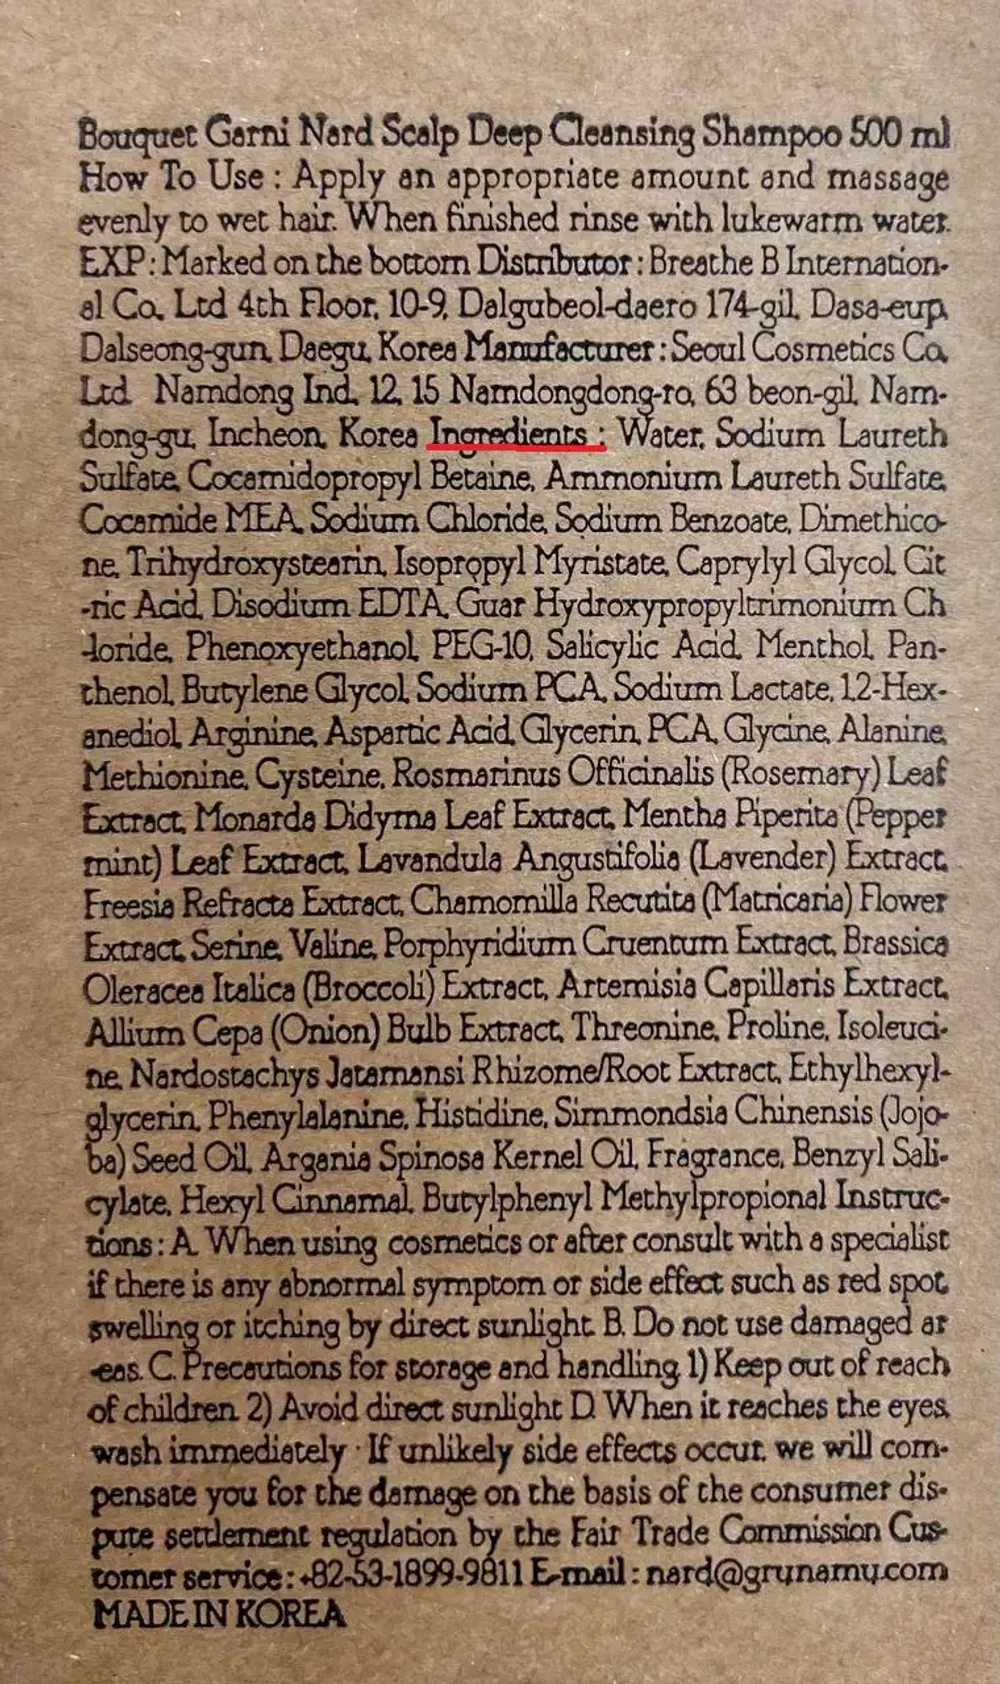 Bouquet Garni Nard Scalp Deep Cleansing Shampoo 500 ml
How To Use : Apply an appropriate amount and massage
evenly to wet hair. When finished rinse with lukewarm water.
EXP : Marked on the bottom Distributor : Breathe B Internation-
al Co., Ltd 4th Floor, 10-9, Dalgubeol-daero 174-gil, Dasa-eup,
Dalseong-gun, Daegu, Korea Manufacturer : Seoul Cosmetics Co.,
Ltd. Namdong Ind. 12, 15 Namdongdong-ro, 63 beon-gil, Nam-
dong-gu, Incheon, Korea Ingredients : Water, Sodium Laureth
Sulfate, Cocamidopropyl Betaine, Ammonium Laureth Sulfate,
Cocamide MEA, Sodium Chloride, Sodium Benzoate, Dimethico-
ne, Trihydroxystearin, Isopropyl Myristate, Caprylyl Glycol, Cit
-ric Acid, Disodium EDTA, Guar Hydroxypropyltrimonium Ch
-loride, Phenoxyethanol, PEG-10, Salicylic Acid, Menthol, Pan-
thenol, Butylene Glycol, Sodium PCA, Sodium Lactate, 1,2-Hex-
anediol, Arginine, Aspartic Acid, Glycerin, PCA, Glycine, Alanine,
Methionine, Cysteine, Rosmarinus Officinalis (Rosemary) Leaf
Extract, Monarda Didyma Leaf Extract, Mentha Piperita (Pepper
mint) Leaf Extract, Lavandula Angustifolia (Lavender) Extract,
Freesia Refracta Extract, Chamomilla Recutita (Matricaria) Flower
Extract, Serine, Valine, Porphyridium Cruentum Extract, Brassica
Oleracea Italica (Broccoli) Extract, Artemisia Capillaris Extract,
Allium Cepa (Onion) Bulb Extract, Threonine, Proline, Isoleuci-
ne, Nardostachys Jatamansi Rhizome/Root Extract, Ethylhexyl-
glycerin, Phenylalanine, Histidine, Simmondsia Chinensis (Jojo-
ba) Seed Oil, Argania Spinosa Kernel Oil, Fragrance, Benzyl Sali-
cylate, Hexyl Cinnamal, Butylphenyl Methylpropional Instruc-
tions : A. When using cosmetics or after consult with a specialist
if there is any abnormal symptom or side effect such as red spot,
swelling or itching by direct sunlight. B. Do not use damaged ar
-eas. C. Precautions for storage and handling. 1) Keep out of reach
of children. 2) Avoid direct sunlight D. When it reaches the eyes,
wash immediately · If unlikely side effects occur, we will com-
pensate you for the damage on the basis of the consumer dis-
pute settlement regulation by the Fair Trade Commission Cus-
tomer service : +82-53-1899-9811 E-mail : nard@grunamu.com
MADE IN KOREA